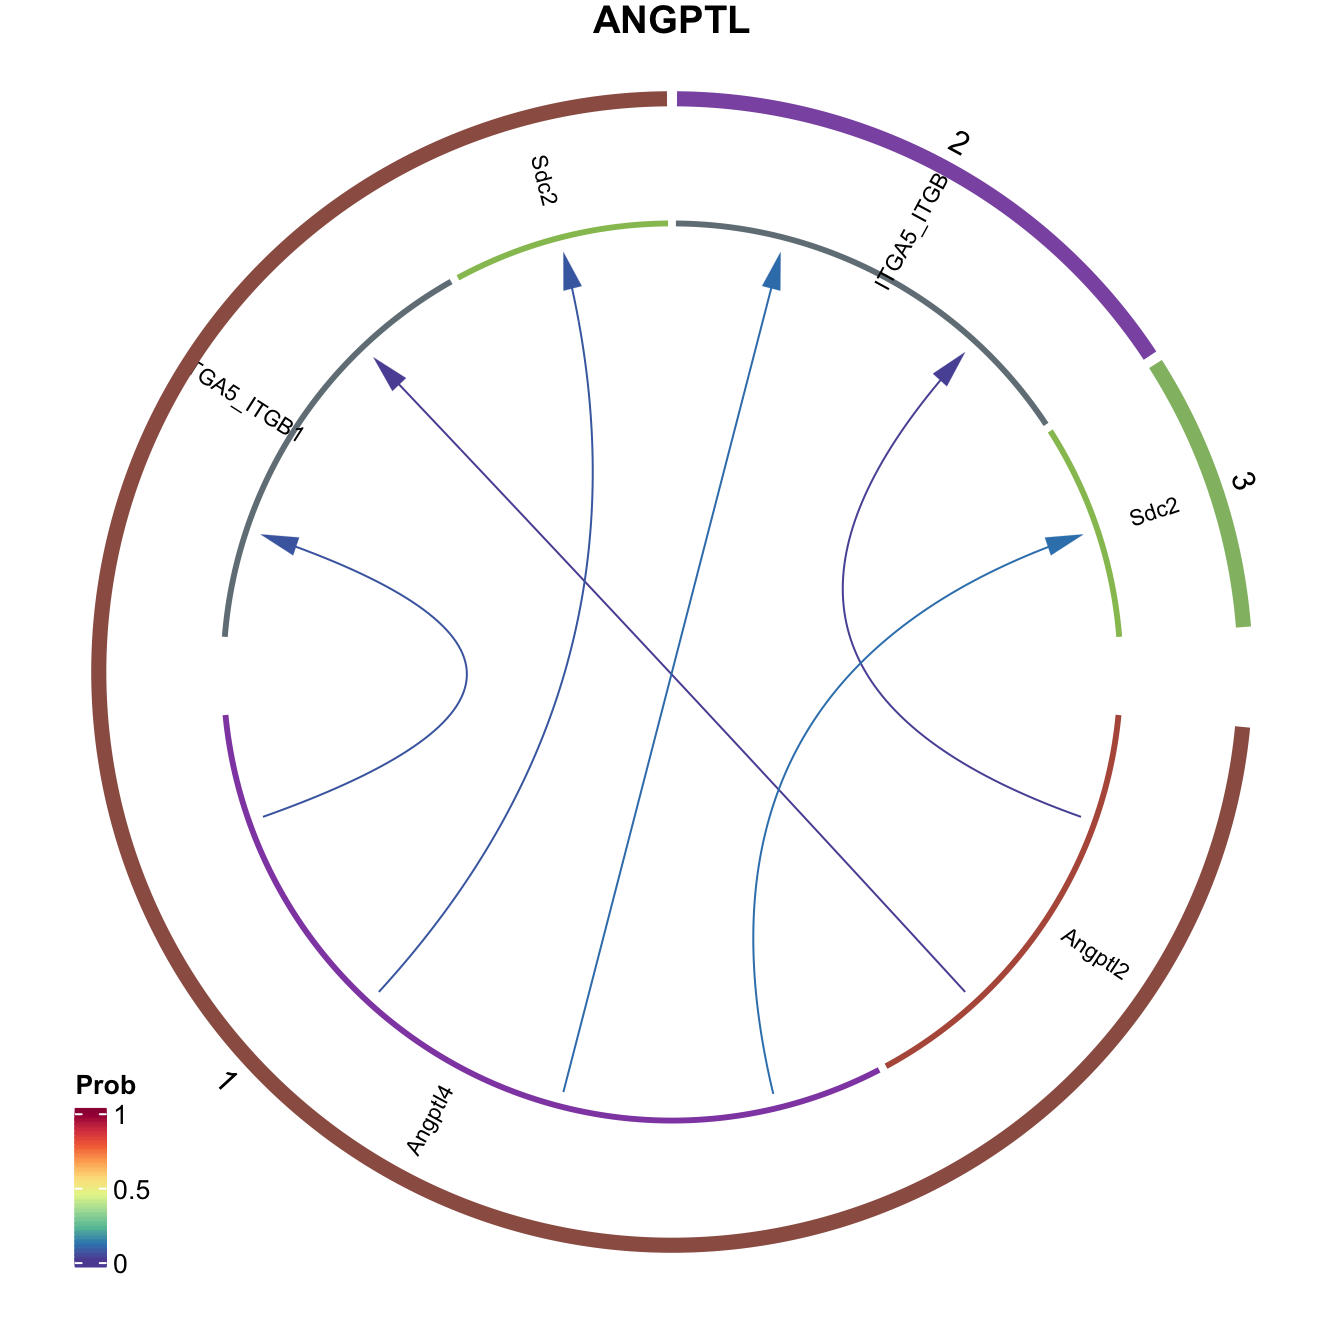 ANGPTL
2
Sdc2
ITGA5_ITGB
TGA5_ITGB1
3
Sdc2
Angptl2
1
Angptl4
Prob
1
0.5
0